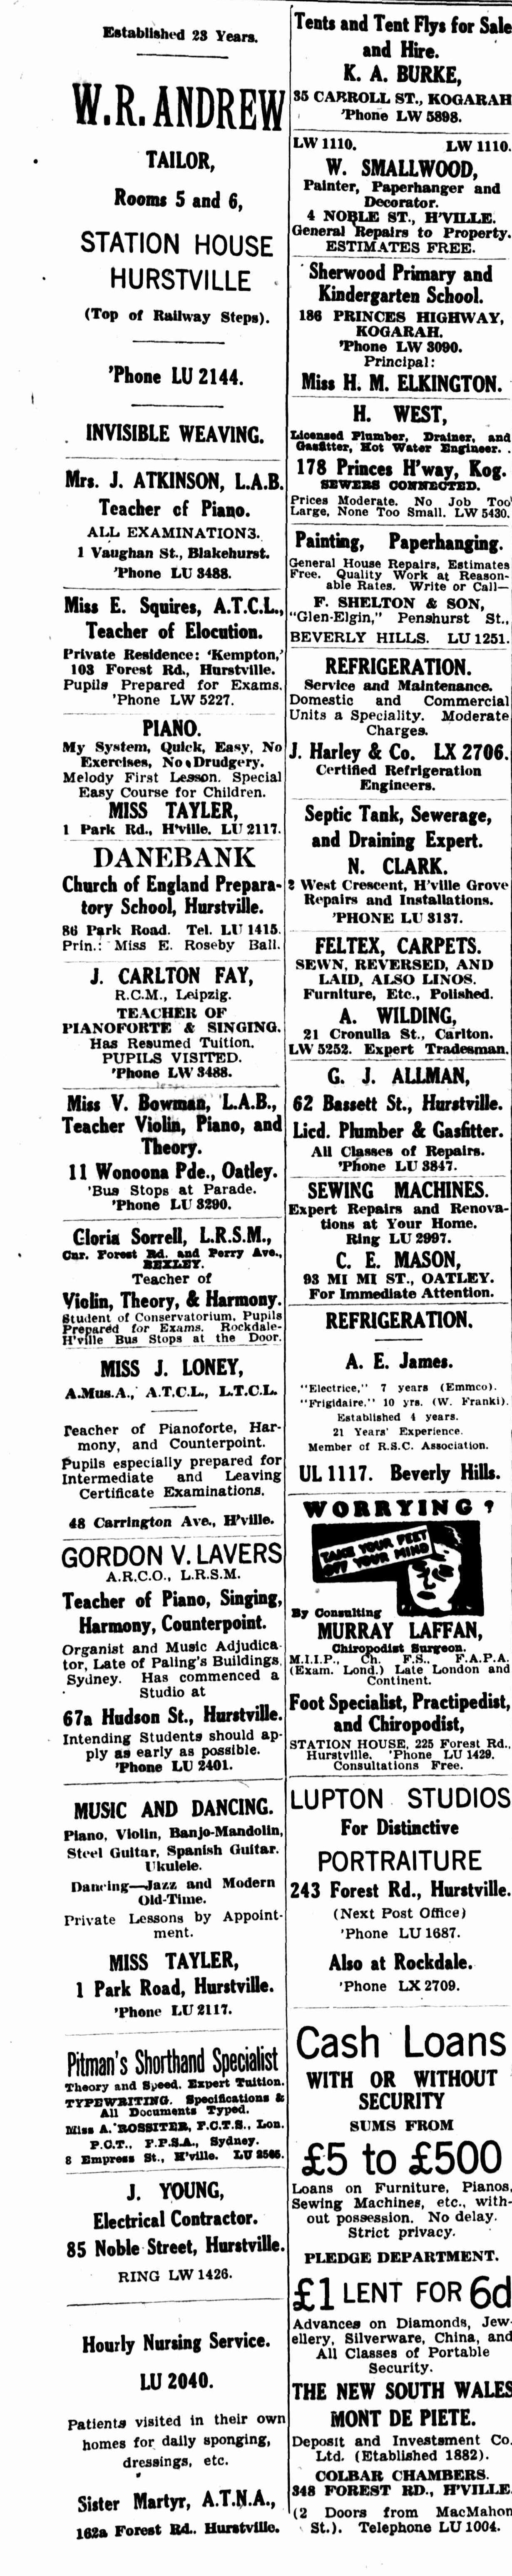 Established 23 Years.
W. R. ANDREW
TAILOR,
Rooms 5 and 6,
STATION HOUSE
HURSTVILLE
(Top of Railway Steps).
'Phone LU 2144.
INVISIBLE WEAVING.
Mrs. J. ATKINSON, L.A.B.
Teacher of Piano.
ALL EXAMINATIONS.
1 Vaughan St., Blakehurst.
'Phone LU 3488.
Miss E. Squires, A.T.C.L.,
Teacher of Elocution.
Private Residence: 'Kempton,'
103 Forest Rd., Hurstville.
Pupils Prepared for Exams.
'Phone LW 5227.
PIANO.
My System, Quick, Easy, No
Exercises, No Drudgery.
Melody First Lesson. Special
Easy Course for Children.
MISS TAYLER,
1 Park Rd., H'ville. LU 2117.
DANEBANK
Church of England Prepara-
tory School, Hurstville.
86 Park Road. Tel. LU 1415.
Prin.: Miss E. Roseby Ball.
J. CARLTON FAY,
R.C.M., Leipzig.
TEACHER OF
PIANOFORTE & SINGING.
Has Resumed Tuition.
PUPILS VISITED.
'Phone LW 3488.
Miss V. Bowman, L.A.B.,
Teacher Violin, Piano, and
Theory.
11 Wonoona Pde., Oatley.
'Bus Stops at Parade.
'Phone LU 3290.
Gloria Sorrell, L.R.S.M.,
Cnr. Forest Rd. and Perry Ave.,
BEXLEY.
Teacher of
Violin, Theory, & Harmony.
Student of Conservatorium, Pupils
Prepared for Exams. Rockdale-
H'ville Bus Stops at the Door.
MISS J. LONEY,
A.Mus.A., A.T.C.L., L.T.C.L.
Teacher of Pianoforte, Har-
mony, and Counterpoint.
Pupils especially prepared for
Intermediate and Leaving
Certificate Examinations.
48 Carrington Ave., H'ville.
GORDON V. LAVERS
A.R.C.O., L.R.S.M.
Teacher of Piano, Singing,
Harmony, Counterpoint.
Organist and Music Adjudica-
tor, Late of Paling's Buildings,
Sydney. Has commenced a
Studio at
67a Hudson St., Hurstville.
Intending Students should ap-
ply as early as possible.
'Phone LU 2401.
MUSIC AND DANCING.
Piano, Violin, Banjo-Mandolin,
Steel Guitar, Spanish Guitar.
Ukulele.
Dancing—Jazz and Modern
Old-Time.
Private Lessons by Appoint-
ment.
MISS TAYLER,
1 Park Road, Hurstville.
'Phone LU 2117.
Pitman's Shorthand Specialist
Theory and Speed. Expert Tuition.
TYPEWRITING. Specifications &
All Documents Typed.
Miss A. ROSSITER, F.C.T.S., Lon.
P.C.T., F.P.S.A., Sydney.
8 Empress St., H'ville. LU 2566.
J. YOUNG,
Electrical Contractor.
85 Noble Street, Hurstville.
RING LW 1426.
Hourly Nursing Service.
LU 2040.
Patients visited in their own
homes for daily sponging,
dressings, etc.
Sister Martyr, A.T.N.A.,
162a Forest Rd., Hurstville.
Tents and Tent Flys for Sale
and Hire.
K. A. BURKE,
35 CARROLL ST., KOGARAH
'Phone LW 5898.
LW 1110. LW 1110.
W. SMALLWOOD,
Painter, Paperhanger and
Decorator.
4 NOBLE ST., H'VILLE.
General Repairs to Property.
ESTIMATES FREE.
Sherwood Primary and
Kindergarten School.
186 PRINCES HIGHWAY,
KOGARAH.
'Phone LW 3090.
Principal:
Miss H. M. ELKINGTON.
H. WEST,
Licensed Plumber, Drainer, and
Gasfitter, Hot Water Engineer.
178 Princes H'way, Kog.
SEWERS CONNECTED.
Prices Moderate. No Job Too
Large, None Too Small. LW 5430.
Painting, Paperhanging.
General House Repairs, Estimates
Free. Quality Work at Reason-
able Rates. Write or Call—
F. SHELTON & SON,
"Glen-Elgin," Penshurst St.,
BEVERLY HILLS. LU 1251.
REFRIGERATION.
Service and Maintenance.
Domestic and Commercial
Units a Speciality. Moderate
Charges.
J. Harley & Co. LX 2706.
Certified Refrigeration
Engineers.
Septic Tank, Sewerage,
and Draining Expert.
N. CLARK.
2 West Crescent, H'ville Grove
Repairs and Installations.
'PHONE LU 3137.
FELTEX, CARPETS.
SEWN, REVERSED, AND
LAID, ALSO LINOS.
Furniture, Etc., Polished.
A. WILDING,
21 Cronulla St., Carlton.
LW 5252. Expert Tradesman.
G. J. ALLMAN,
62 Bassett St., Hurstville.
Licd. Plumber & Gasfitter.
All Classes of Repairs.
'Phone LU 3847.
SEWING MACHINES.
Expert Repairs and Renova-
tions at Your Home.
Ring LU 2997.
C. E. MASON,
93 MI MI ST., OATLEY.
For Immediate Attention.
REFRIGERATION.
A. E. James.
"Electrice," 7 years (Emmco).
"Frigidaire," 10 yrs. (W. Franki).
Established 4 years.
21 Years' Experience.
Member of R.S.C. Association.
UL 1117. Beverly Hills.
WORRYING?
TAKE YOUR FEET
OFF YOUR MIND
By Consulting
MURRAY LAFFAN,
Chiropodist Surgeon.
M.I.I.P., Ch. F.S., F.A.P.A.
(Exam. Lond.) Late London and
Continent.
Foot Specialist, Practipedist,
and Chiropodist,
STATION HOUSE, 225 Forest Rd.,
Hurstville. 'Phone LU 1429.
Consultations Free.
LUPTON STUDIOS
For Distinctive
PORTRAITURE
243 Forest Rd., Hurstville.
(Next Post Office)
'Phone LU 1687.
Also at Rockdale.
'Phone LX 2709.
Cash Loans
WITH OR WITHOUT
SECURITY
SUMS FROM
£5 to £500
Loans on Furniture, Pianos,
Sewing Machines, etc., with-
out possession. No delay.
Strict privacy.
PLEDGE DEPARTMENT.
£1 LENT FOR 6d
Advances on Diamonds, Jew-
ellery, Silverware, China, and
All Classes of Portable
Security.
THE NEW SOUTH WALES
MONT DE PIETE.
Deposit and Investment Co.
Ltd. (Etablished 1882).
COLBAR CHAMBERS.
348 FOREST RD., H'VILLE.
(2 Doors from MacMahon
St.). Telephone LU 1004.